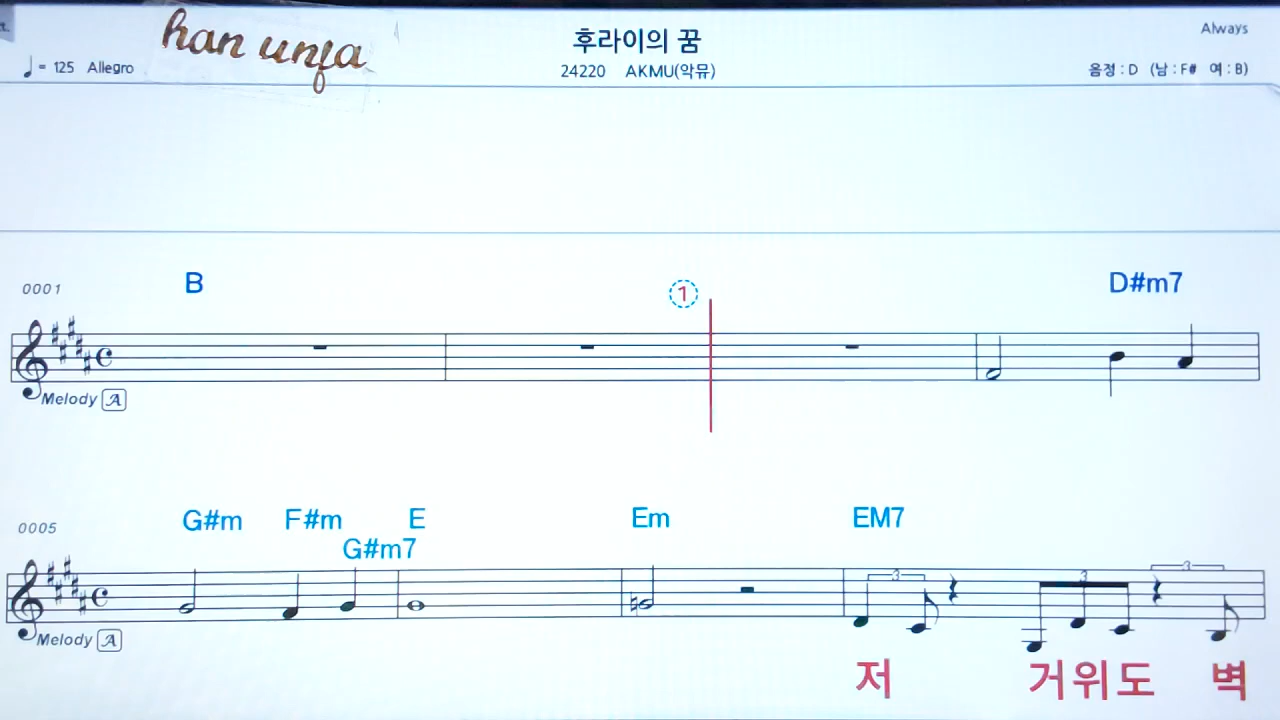 han unfa
후라이의 꿈
Always
♩= 125 Allegro
24220 AKMU(악뮤)
음정 : D (남 : F# 여 : B)
0001
B
1
D#m7
Melody A
0005
G#m F#m E Em EM7
G#m7
3 3 3
Melody A
저 거위도 벽